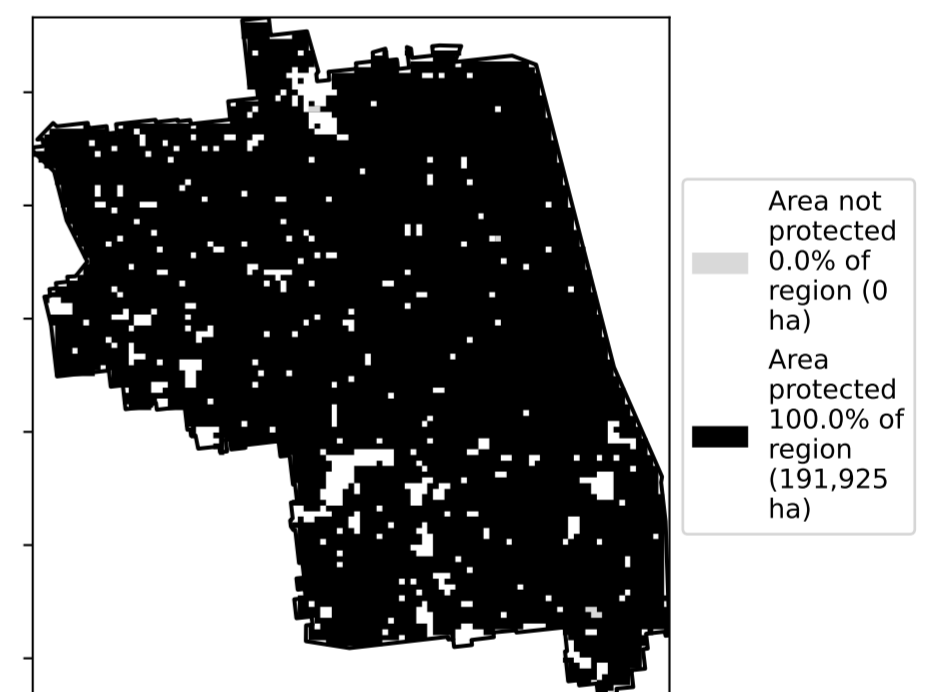 Area not
protected
0.0% of
region (0
ha)
Area
protected
100.0% of
region
(191,925
ha)